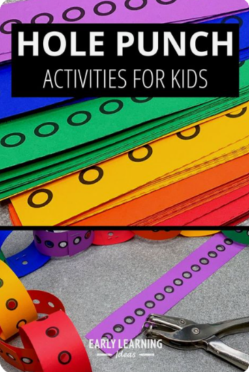 HOLE PUNCH
ACTIVITIES FOR KIDS
EARLY LEARNING
Ideas